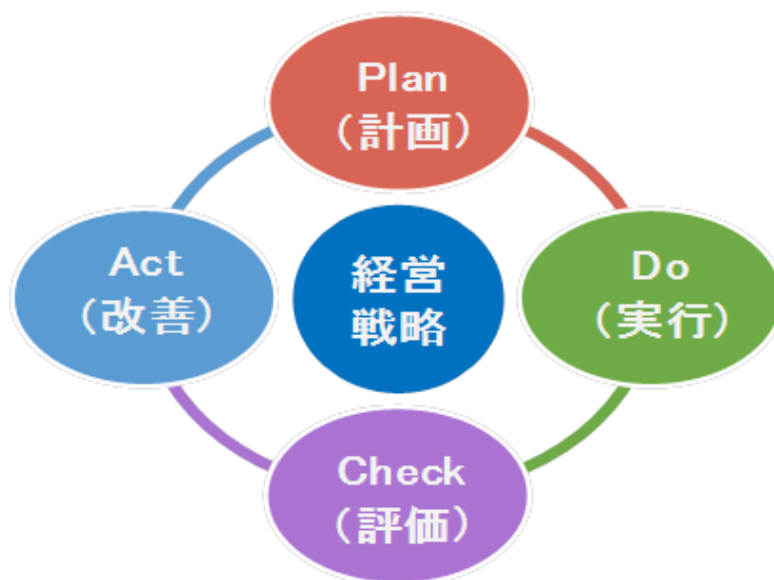 Plan
（計画）
Act
（改善）
経営
戦略
Do
（実行）
Check
（評価）